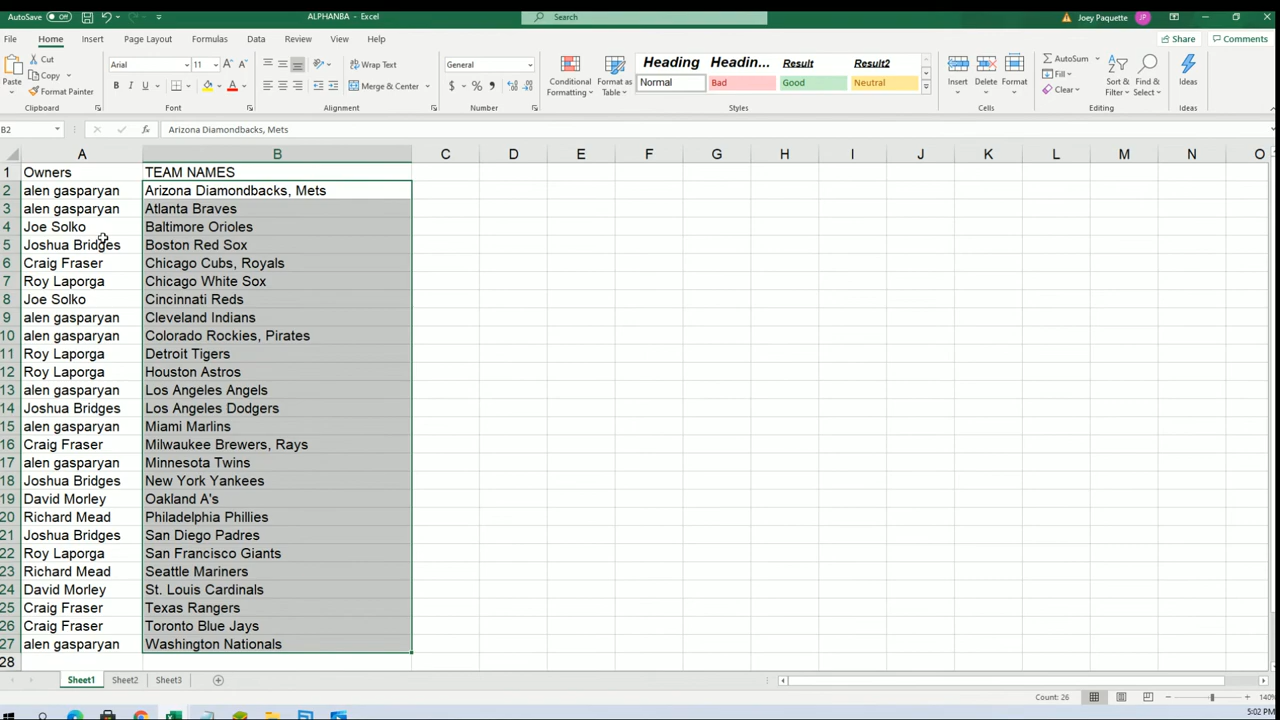 AutoSave Off ALPHANBA - Excel Search Joey Paquette JP
File Home Insert Page Layout Formulas Data Review View Help Share Comments
Paste Cut Copy Format Painter Clipboard
Arial 11 A A B I U A Font
Wrap Text Merge & Center Alignment
General $ % Number
Conditional Formatting Format as Table
Heading Headin... Result Result2
Normal Bad Good Neutral
Styles
Insert Delete Format Cells
AutoSum Fill Clear Sort & Filter Find & Select Editing
Ideas Ideas
B2 fx Arizona Diamondbacks, Mets
A B C D E F G H I J K L M N O
1 Owners TEAM NAMES
2 alen gasparyan Arizona Diamondbacks, Mets
3 alen gasparyan Atlanta Braves
4 Joe Solko Baltimore Orioles
5 Joshua Bridges Boston Red Sox
6 Craig Fraser Chicago Cubs, Royals
7 Roy Laporga Chicago White Sox
8 Joe Solko Cincinnati Reds
9 alen gasparyan Cleveland Indians
10 alen gasparyan Colorado Rockies, Pirates
11 Roy Laporga Detroit Tigers
12 Roy Laporga Houston Astros
13 alen gasparyan Los Angeles Angels
14 Joshua Bridges Los Angeles Dodgers
15 alen gasparyan Miami Marlins
16 Craig Fraser Milwaukee Brewers, Rays
17 alen gasparyan Minnesota Twins
18 Joshua Bridges New York Yankees
19 David Morley Oakland A's
20 Richard Mead Philadelphia Phillies
21 Joshua Bridges San Diego Padres
22 Roy Laporga San Francisco Giants
23 Richard Mead Seattle Mariners
24 David Morley St. Louis Cardinals
25 Craig Fraser Texas Rangers
26 Craig Fraser Toronto Blue Jays
27 alen gasparyan Washington Nationals
28
Sheet1 Sheet2 Sheet3
Count: 26 140%
5:02 PM